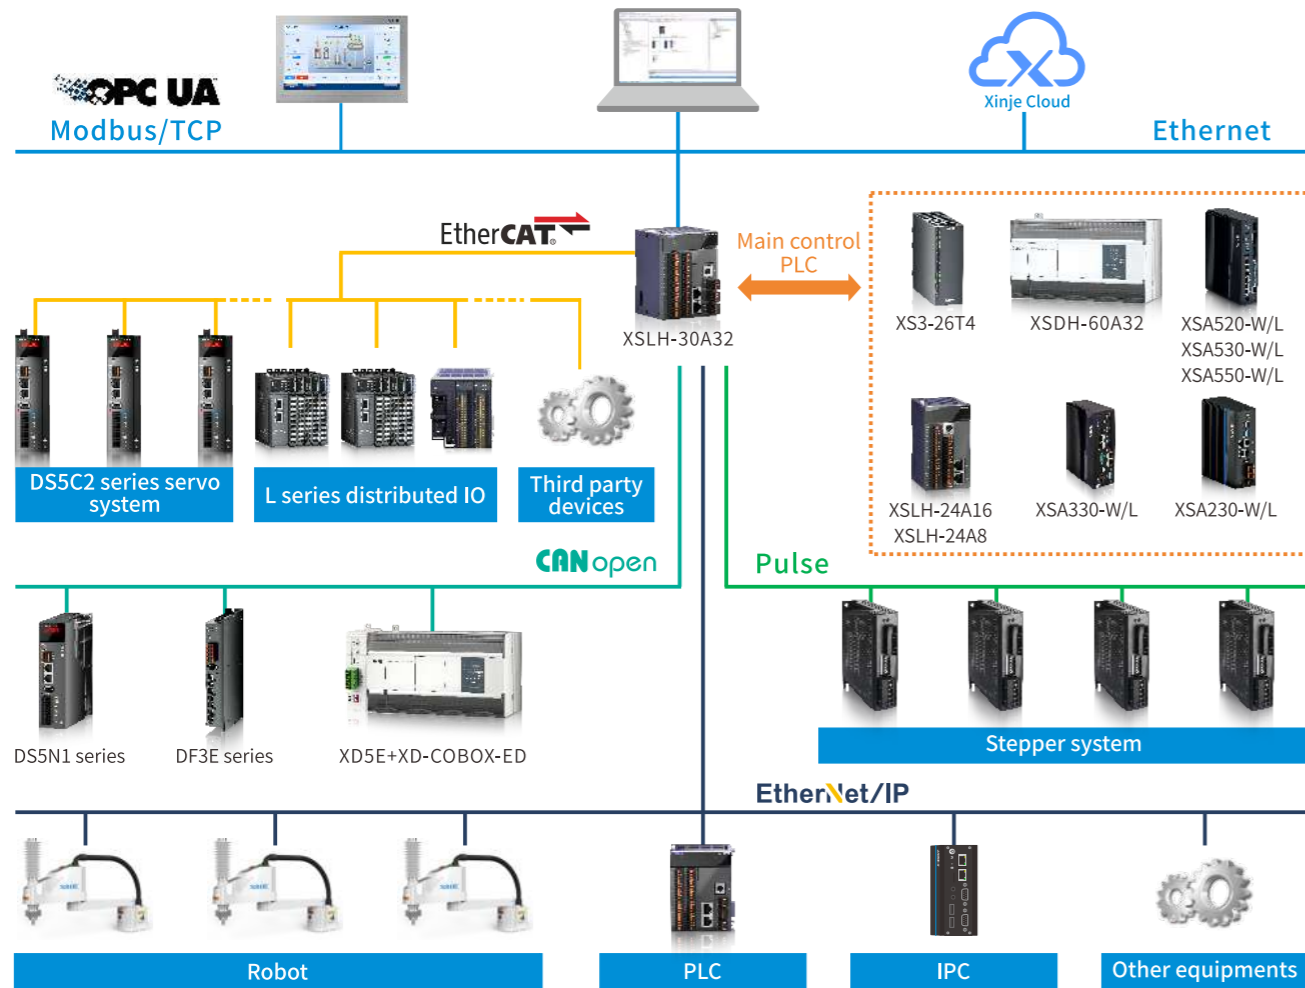 OPC UA
Modbus/TCP
Xinje Cloud
Ethernet
EtherCAT®
Main control
PLC
XSLH-30A32
XS3-26T4
XSDH-60A32
XSA520-W/L
XSA530-W/L
XSA550-W/L
XSLH-24A16
XSLH-24A8
XSA330-W/L
XSA230-W/L
DS5C2 series servo
system
L series distributed IO
Third party
devices
CANopen
Pulse
DS5N1 series
DF3E series
XD5E+XD-COBOX-ED
Stepper system
EtherNet/IP
Robot
PLC
IPC
Other equipments